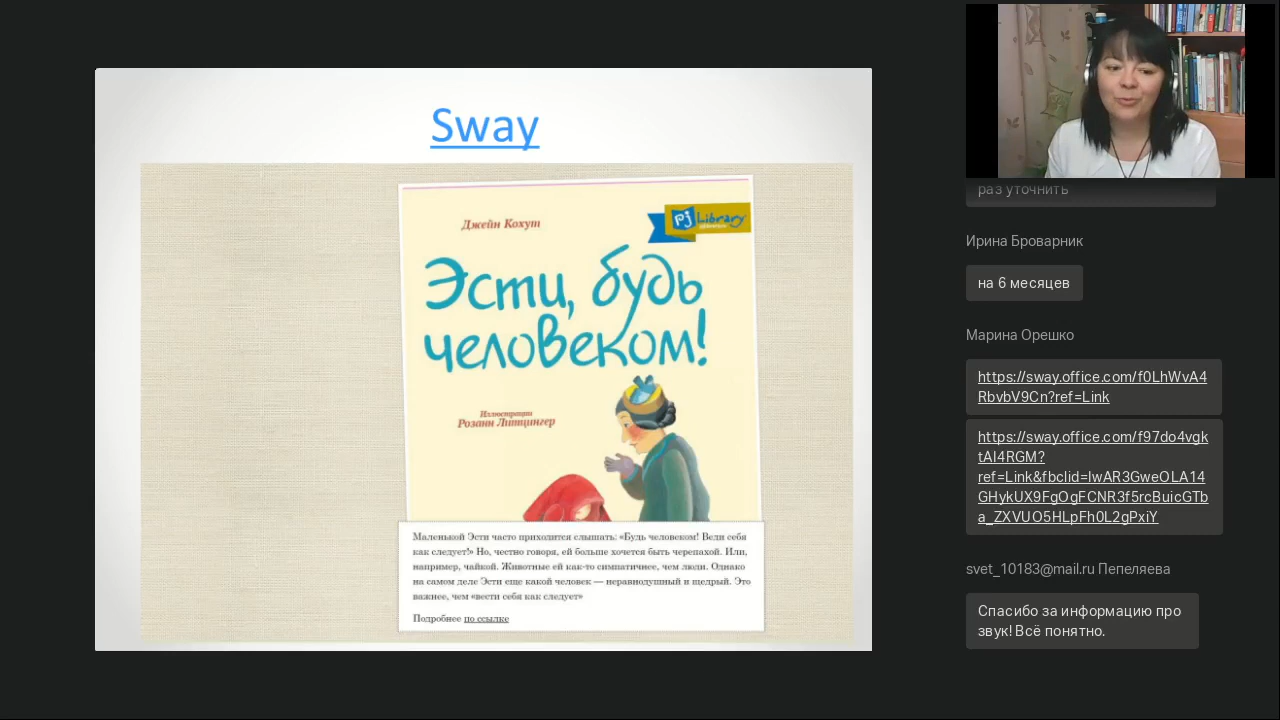 Sway
Джейн Кохут
pj Library
Эсти, будь
человеком!
Иллюстрации
Розани Литцингер
Маленькой Эсти часто приходится слышать: «Будь человеком! Веди себя
как следует!» Но, честно говоря, ей больше хочется быть черепахой. Или,
например, чайкой. Животные ей как-то симпатичнее, чем люди. Однако
на самом деле Эсти еще какой человек — неравнодушный и щедрый. Это
важнее, чем «вести себя как следует»
Подробнее по ссылке
раз уточнить
Ирина Броварник
на 6 месяцев
Марина Орешко
https://sway.office.com/f0LhWvA4
RbvbV9Cn?ref=Link
https://sway.office.com/f97do4vgk
tAI4RGM?
ref=Link&fbclid=IwAR3GweOLA14
GHykUX9FgOgFCNR3f5rcBuicGTb
a_ZXVUO5HLpFh0L2gPxiY
svet_10183@mail.ru Пепеляева
Спасибо за информацию про
звук! Всё понятно.